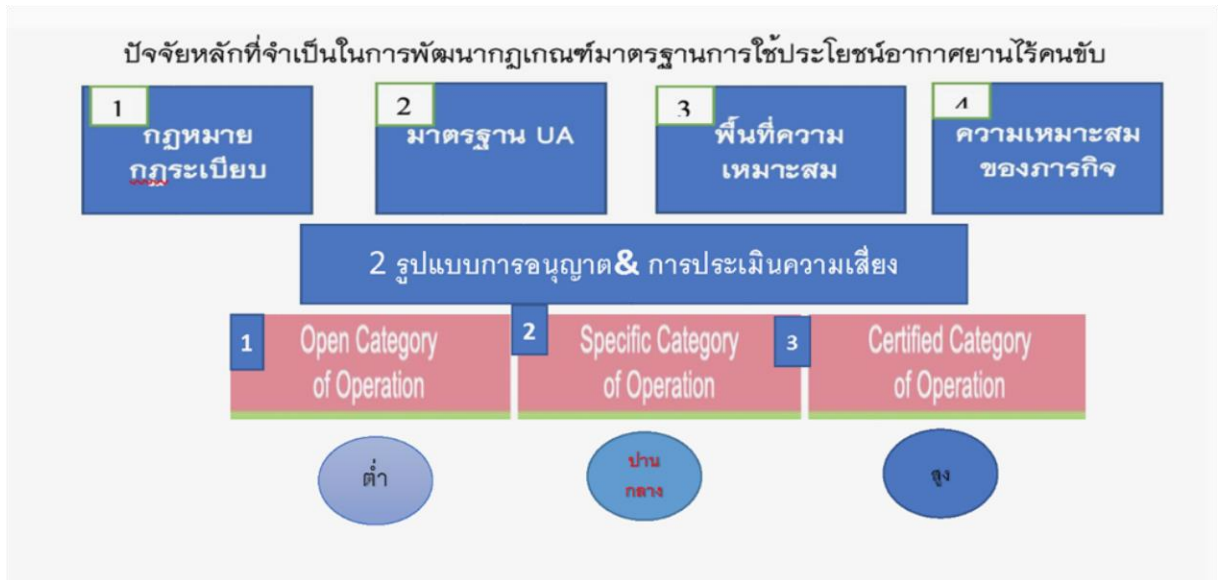 ปัจจัยหลักที่จำเป็นในการพัฒนากฎเกณฑ์มาตรฐานการใช้ประโยชน์อากาศยานไร้คนขับ
1
กฎหมาย
กฎระเบียบ
2
มาตรฐาน UA
3
พื้นที่ความ
เหมาะสม
4
ความเหมาะสม
ของภารกิจ
2 รูปแบบการอนุญาต& การประเมินความเสี่ยง
1
Open Category
of Operation
2
Specific Category
of Operation
3
Certified Category
of Operation
ต่ำ
ปาน
กลาง
สูง